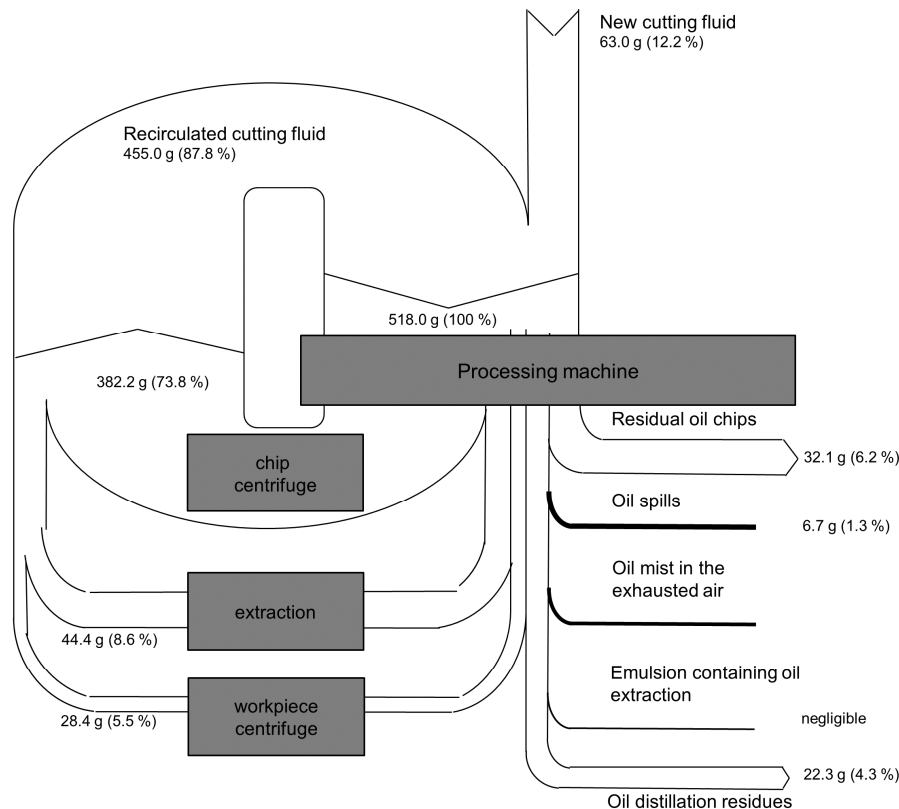 New cutting fluid
63.0 g (12.2 %)
Recirculated cutting fluid
455.0 g (87.8 %)
518.0 g (100 %)
Processing machine
382.2 g (73.8 %)
Residual oil chips
32.1 g (6.2 %)
chip
centrifuge
Oil spills
6.7 g (1.3 %)
Oil mist in the
exhausted air
extraction
44.4 g (8.6 %)
Emulsion containing oil
extraction
negligible
workpiece
centrifuge
28.4 g (5.5 %)
22.3 g (4.3 %)
Oil distillation residues